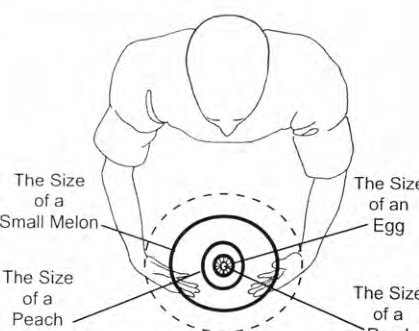 The Size
of a
Small Melon
The Size
of an
Egg
The Size
of a
Peach
The Size
of a